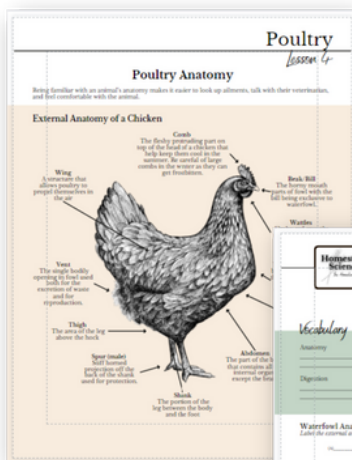 Poultry
Lesson 4
Poultry Anatomy
Being familiar with an animal's anatomy makes it easier to look up ailments, talk with their veterinarian,
and feel comfortable with the animal.
External Anatomy of a Chicken
Comb
The fleshy protruding part on
top of the head of a chicken that
help keep them cool in the
summer. Be careful of large
combs in the winter as they can
get frostbitten.
Wing
A structure that
allows poultry to
propel themselves in
the air
Beak/Bill
The horny mouth
parts of fowl with the
bill being exclusive to
waterfowl.
Wattles
Vent
The single bodily
opening in fowl used
both for the
excretion of water
and for
reproduction.
Thigh
The area of the leg
above the hock
Spur (male)
Stiff horned
projection off the
back of the shank
used for protection.
Shank
The portion of the
leg between the body
and the foot
Abdomen
The part of the
that contains all
internal organ
except the
Homes
Scien
Vocabulary
Anatomy
Digestion
Waterfowl Ana
Label the external a